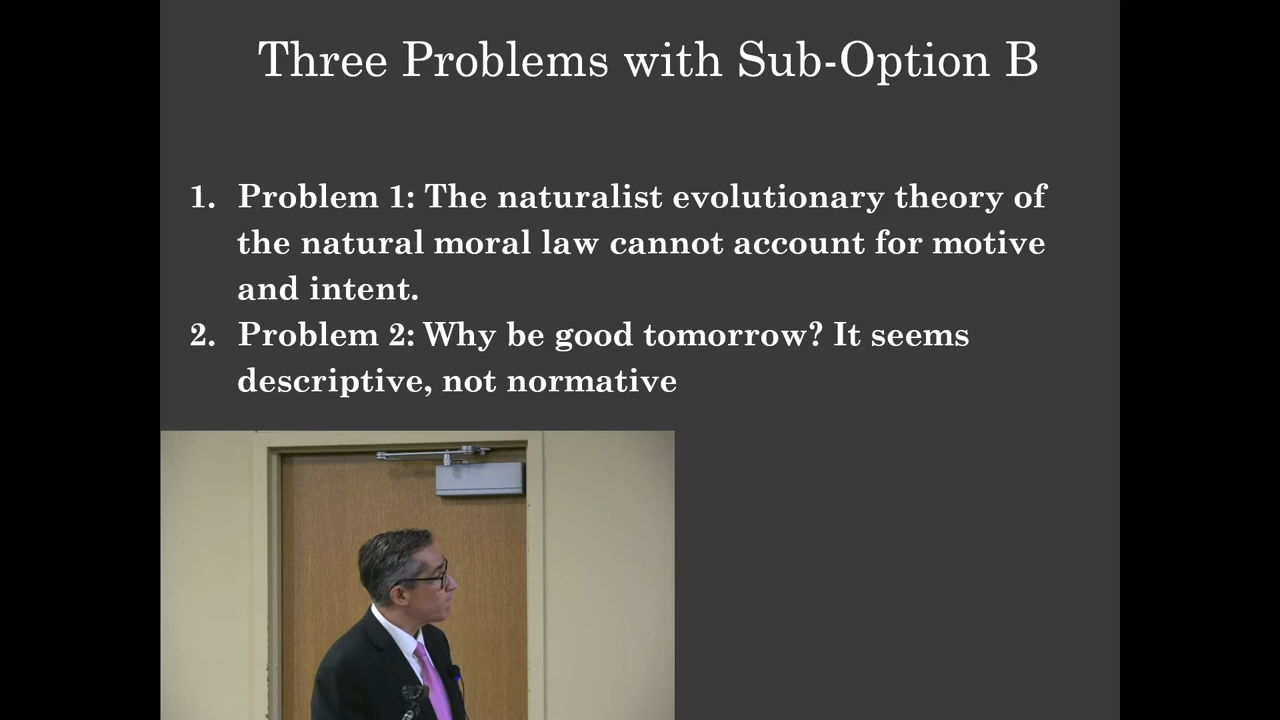 Three Problems with Sub-Option B
1. Problem 1: The naturalist evolutionary theory of
the natural moral law cannot account for motive
and intent.
2. Problem 2: Why be good tomorrow? It seems
descriptive, not normative